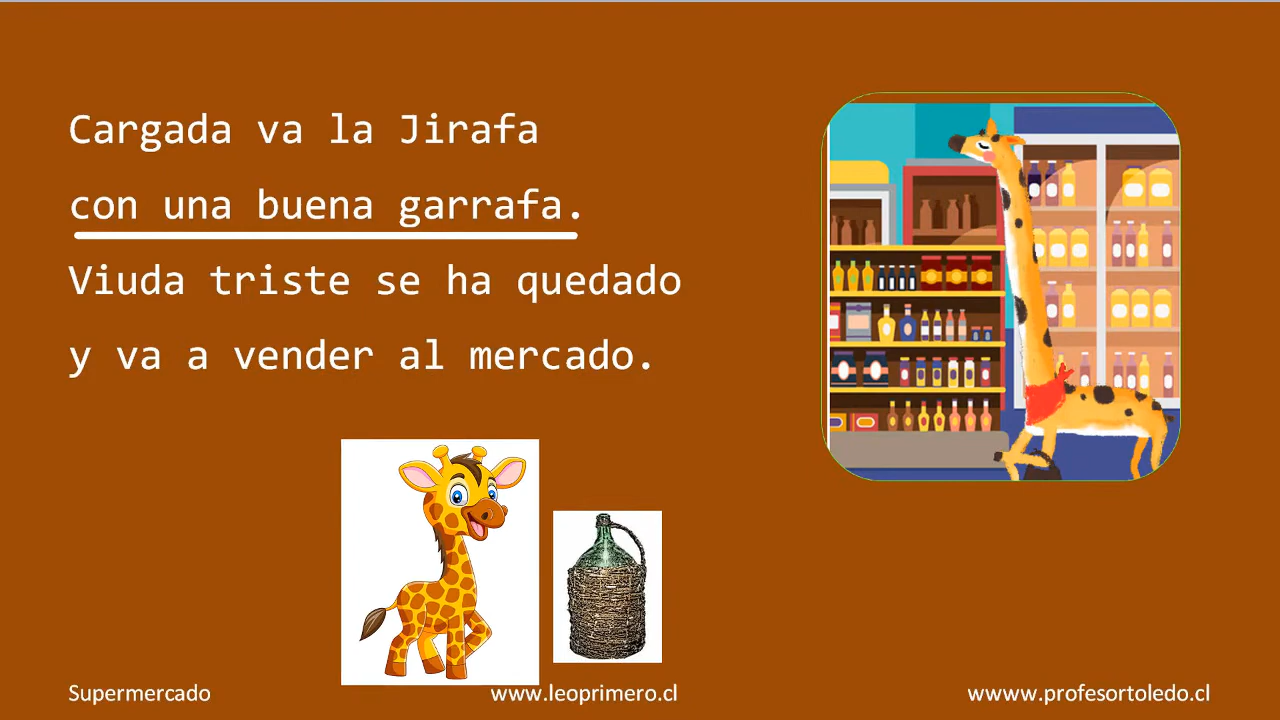 Cargada va la Jirafa
con una buena garrafa.
Viuda triste se ha quedado
y va a vender al mercado.
Supermercado
www.leoprimero.cl
wwww.profesortoledo.cl